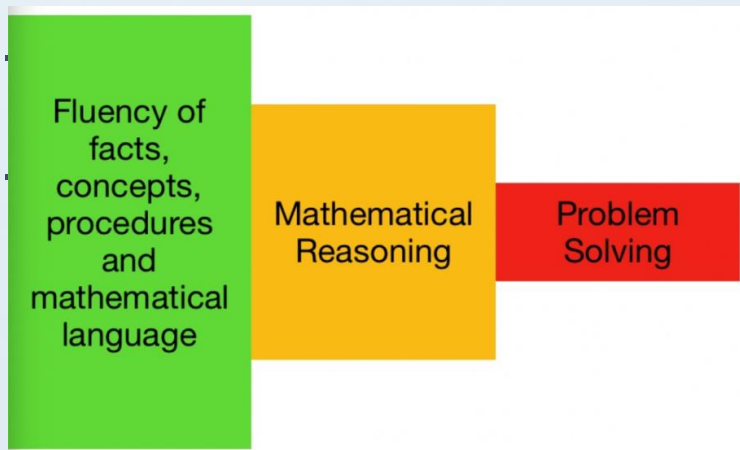 Fluency of
facts,
concepts,
procedures
and
mathematical
language
Mathematical
Reasoning
Problem
Solving